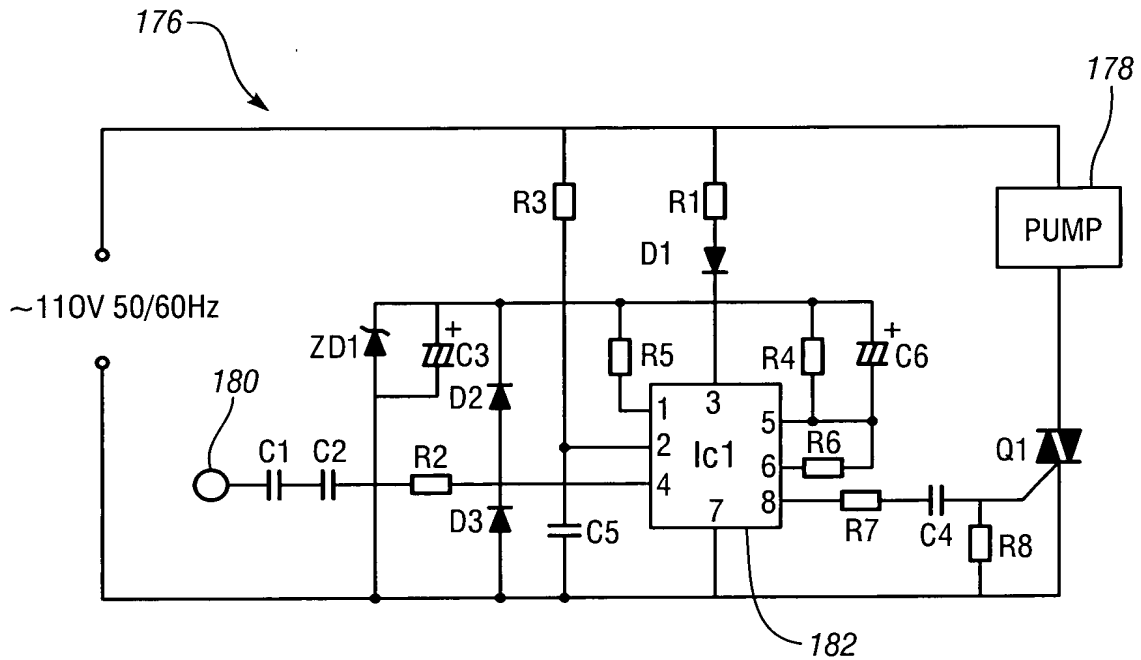 176
178
R3
R1
PUMP
D1
~110V 50/60Hz
ZD1
+
C3
R5
R4
+
C6
180
D2
1
3
5
C1
C2
R2
2
Ic1
R6
6
Q1
4
8
D3
C5
7
R7
C4
R8
182